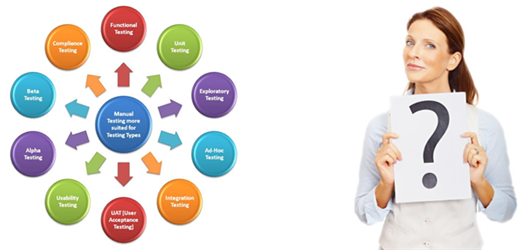 Functional
Testing
Unit
Testing
Exploratory
Testing
Ad-Hoc
Testing
Integration
Testing
UAT [User
Acceptance
Testing]
Usability
Testing
Alpha
Testing
Beta
Testing
Compliance
Testing
Manual
Testing more
suited for
Testing Types
?